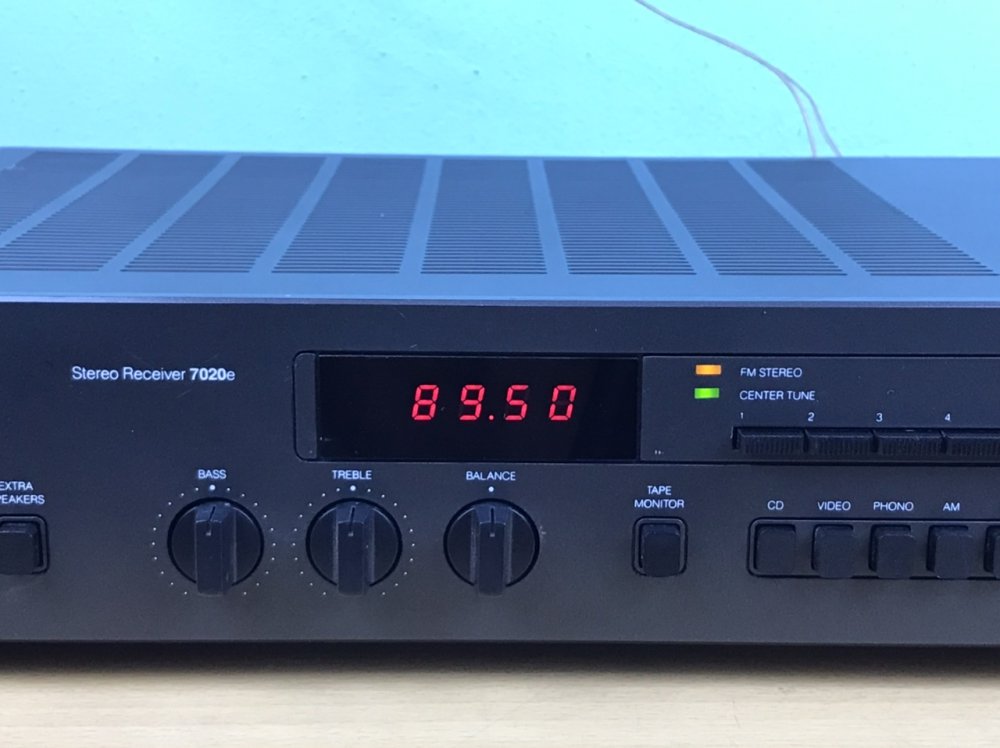 Stereo Receiver 7020e
89.50
FM STEREO
CENTER TUNE
1 2 3 4
EXTRA
SPEAKERS
BASS
TREBLE
BALANCE
TAPE
MONITOR
CD VIDEO PHONO AM